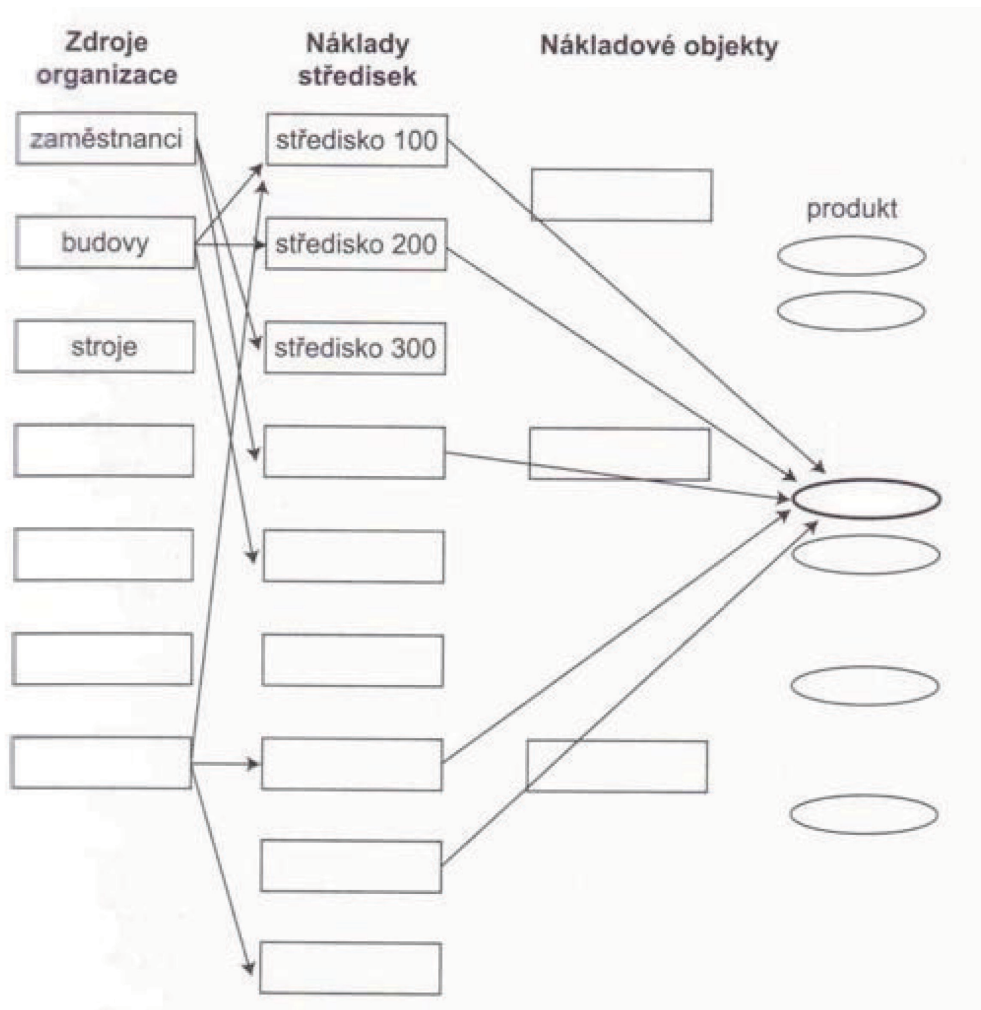 Zdroje
organizace
Náklady
středisek
Nákladové objekty
zaměstnanci
středisko 100
produkt
budovy
středisko 200
stroje
středisko 300